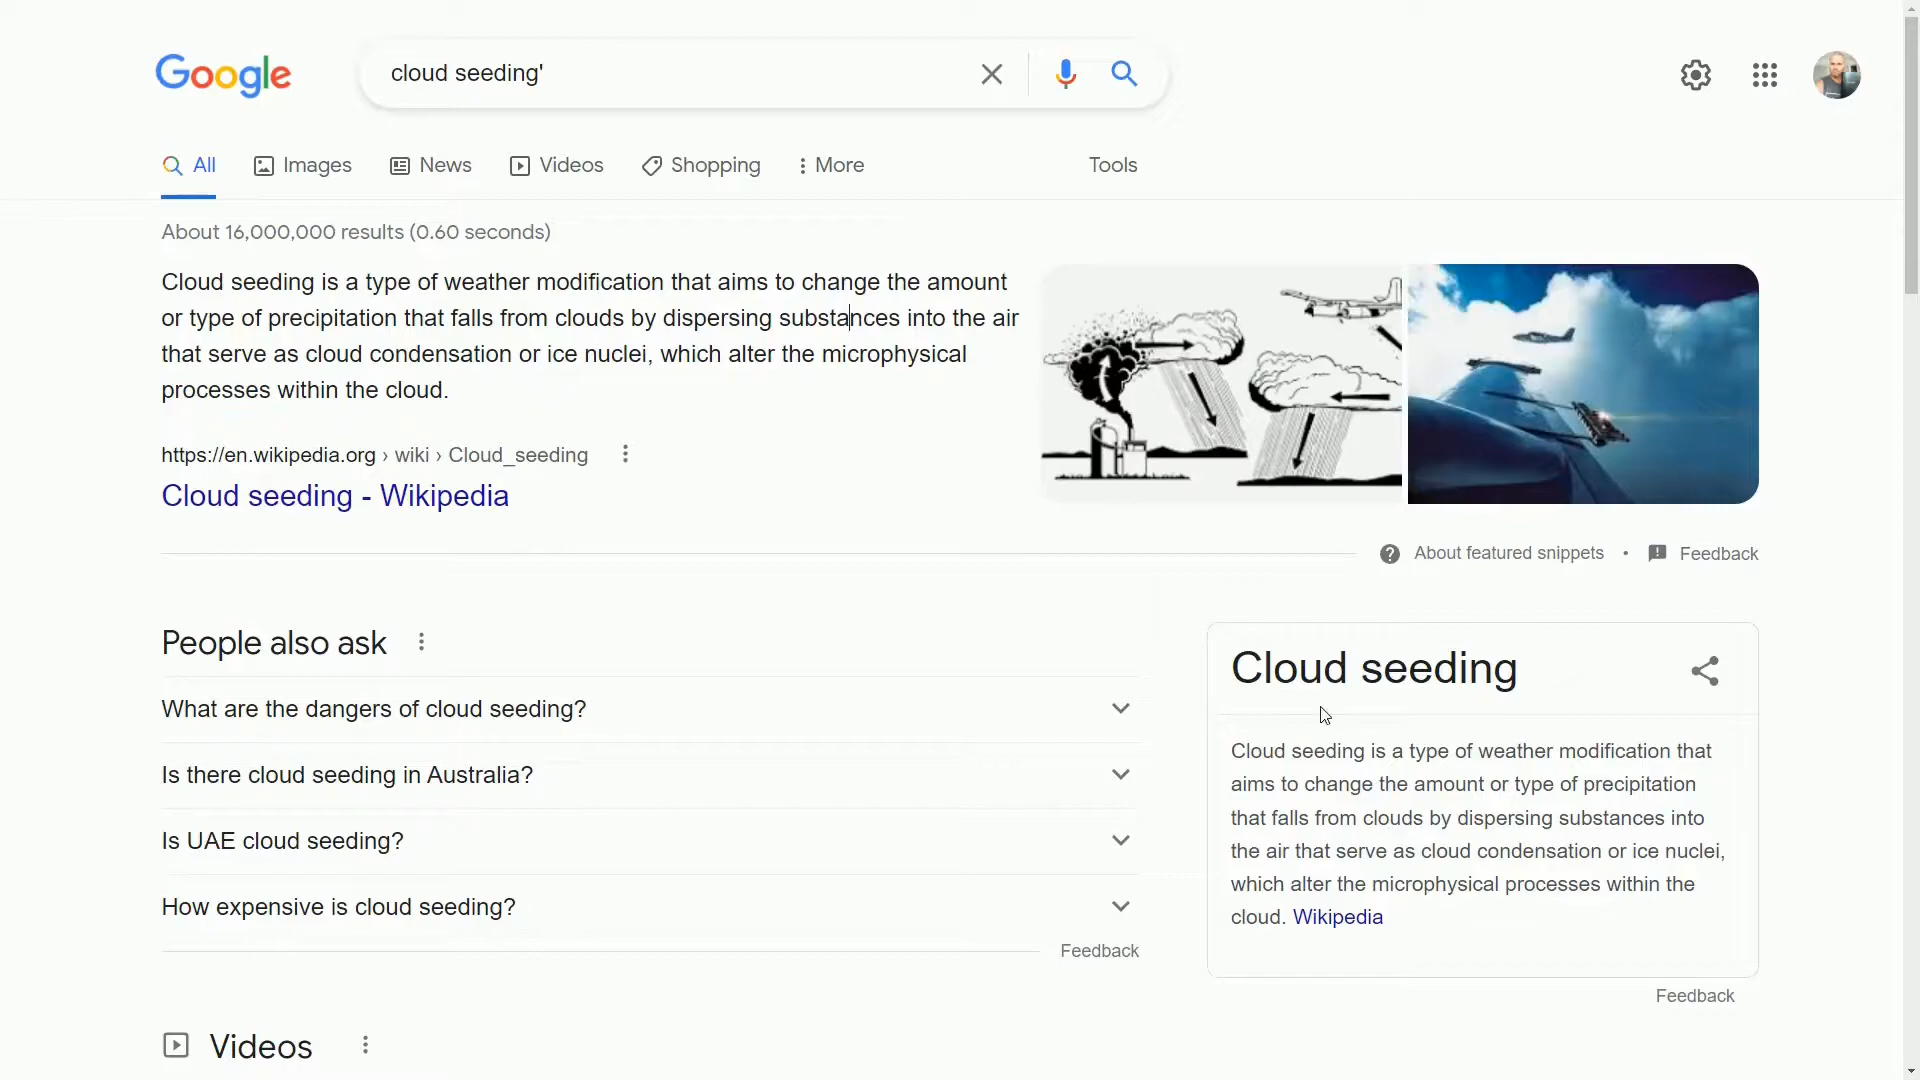 Google
cloud seeding'
All
Images
News
Videos
Shopping
More
Tools
About 16,000,000 results (0.60 seconds)
Cloud seeding is a type of weather modification that aims to change the amount
or type of precipitation that falls from clouds by dispersing substances into the air
that serve as cloud condensation or ice nuclei, which alter the microphysical
processes within the cloud.
https://en.wikipedia.org › wiki › Cloud_seeding
Cloud seeding - Wikipedia
About featured snippets • Feedback
People also ask
What are the dangers of cloud seeding?
Is there cloud seeding in Australia?
Is UAE cloud seeding?
How expensive is cloud seeding?
Feedback
Cloud seeding
Cloud seeding is a type of weather modification that
aims to change the amount or type of precipitation
that falls from clouds by dispersing substances into
the air that serve as cloud condensation or ice nuclei,
which alter the microphysical processes within the
cloud. Wikipedia
Feedback
Videos